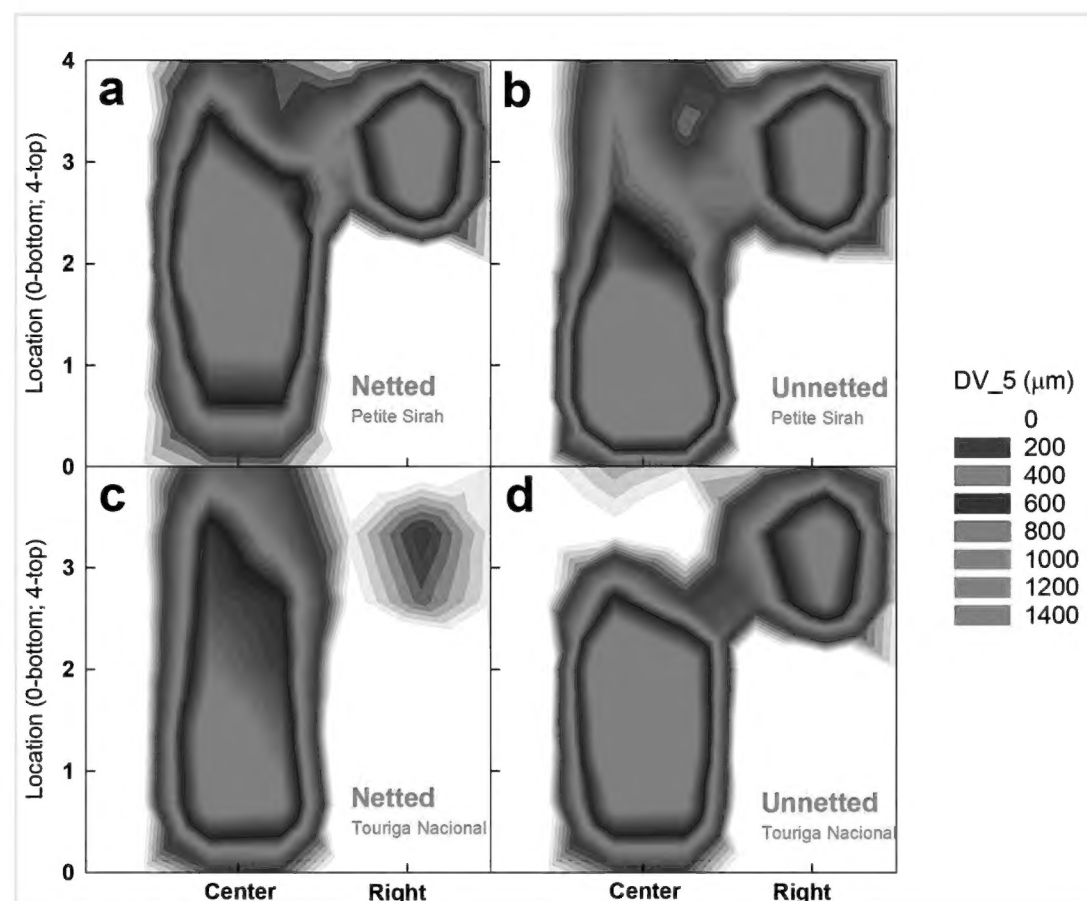 a
b
4
3
2
1
0
Location (0-bottom; 4-top)
Netted
Petite Sirah
Unnetted
Petite Sirah
c
d
3
2
1
0
Location (0-bottom; 4-top)
Netted
Touriga Nacional
Unnetted
Touriga Nacional
Center
Right
Center
Right
DV_5 (μm)
0
200
400
600
800
1000
1200
1400